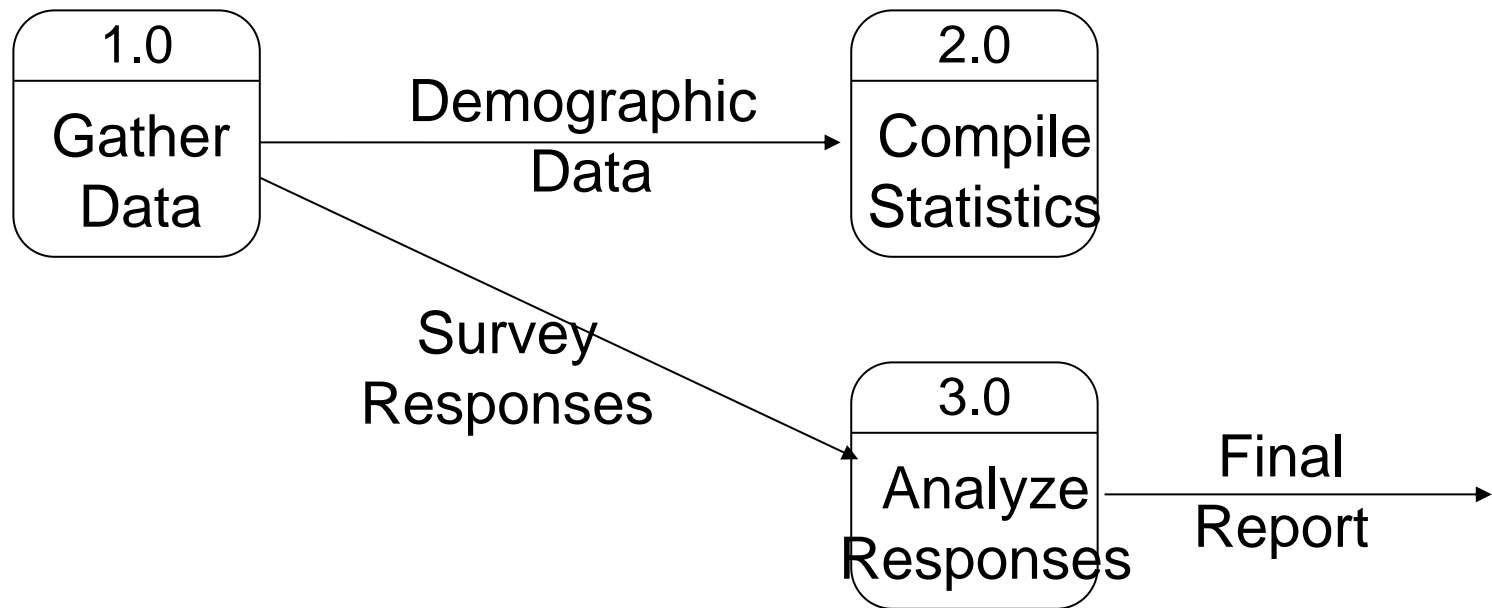 1.0
Gather
Data
Demographic
Data
2.0
Compile
Statistics
Survey
Responses
3.0
Analyze
Responses
Final
Report